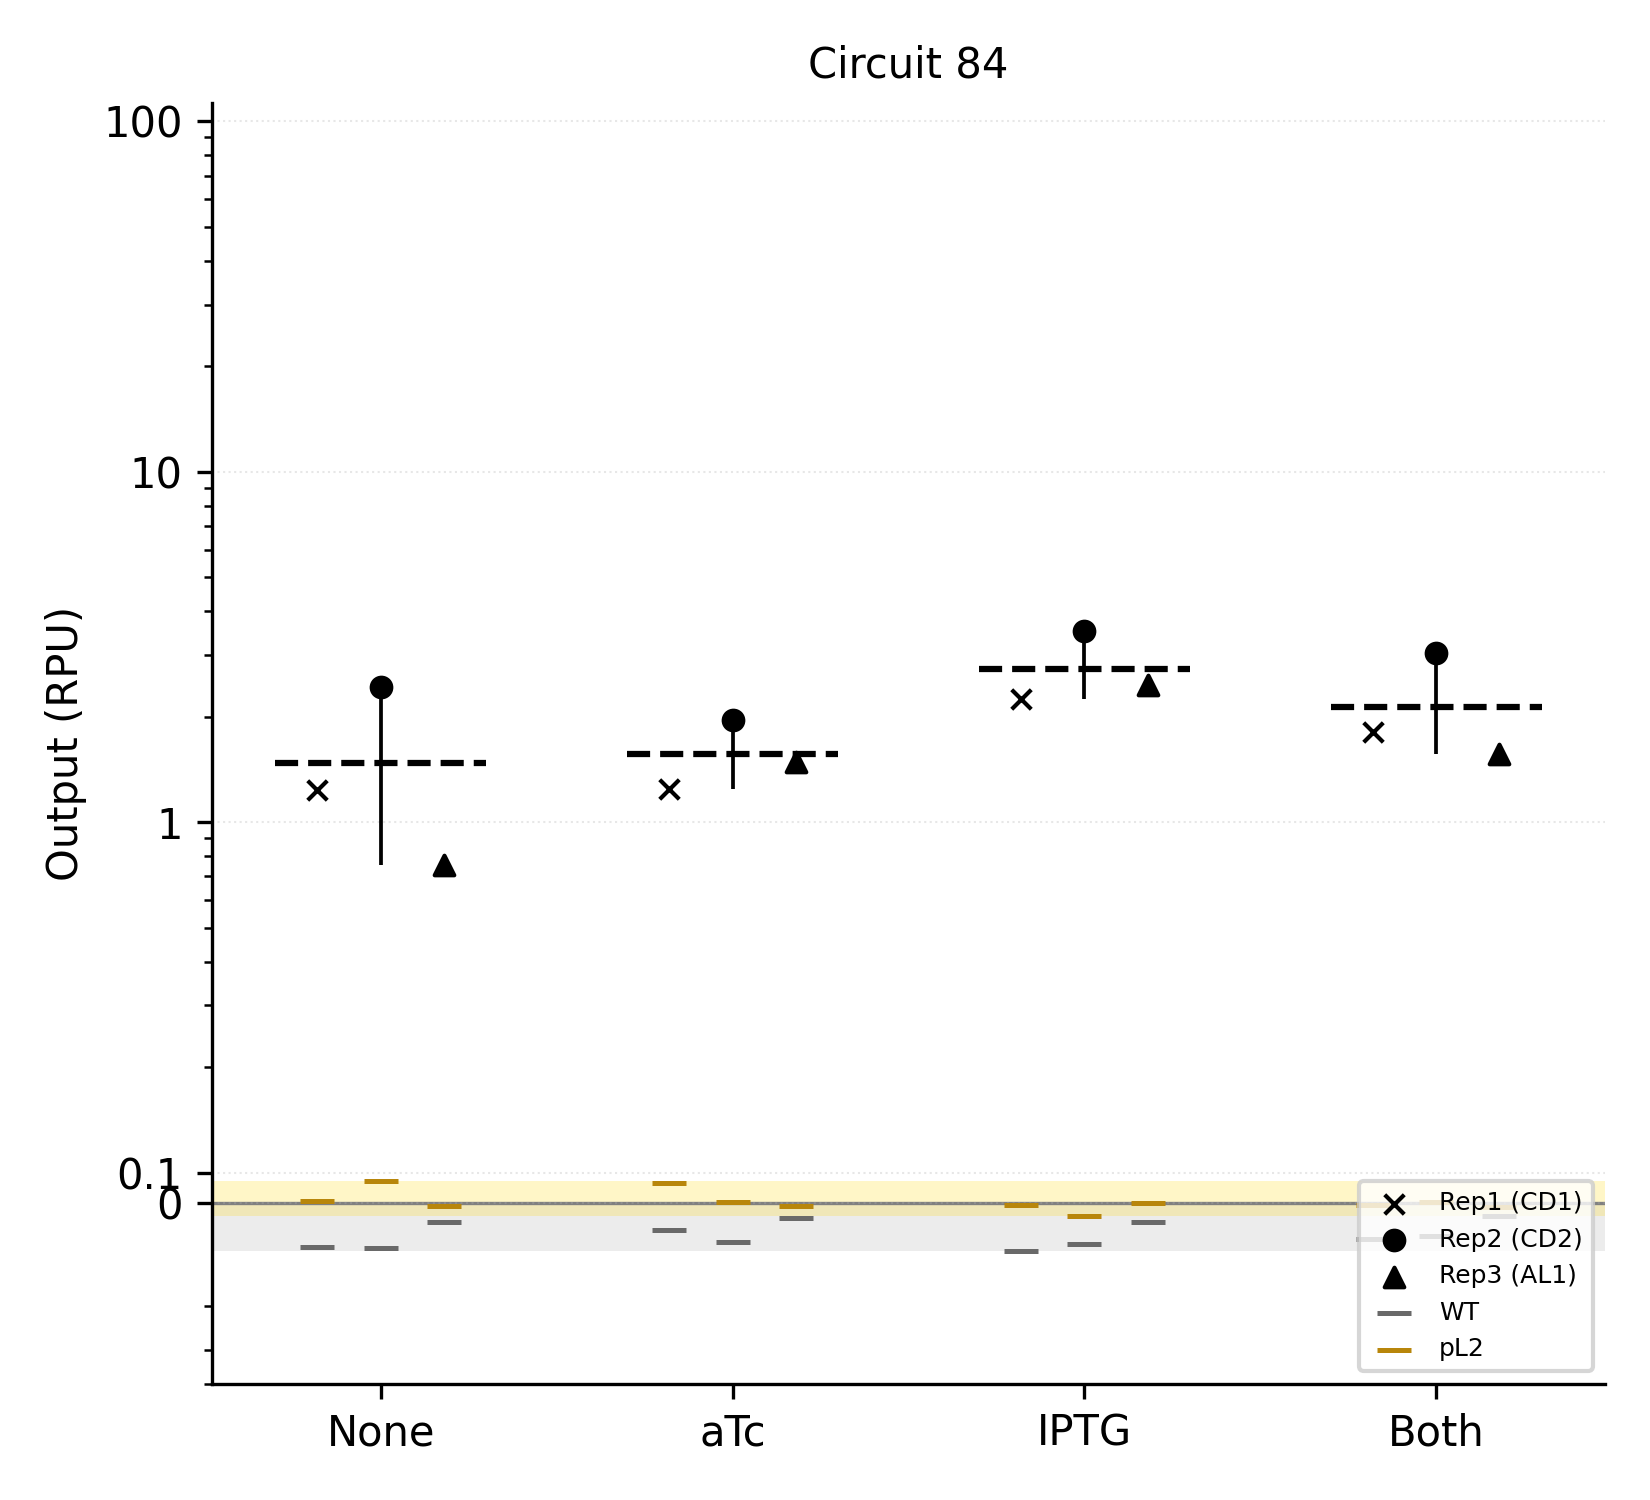 Circuit 84
100
10
1
0.1
0
Output (RPU)
None
aTc
IPTG
Both
Rep1 (CD1)
Rep2 (CD2)
Rep3 (AL1)
WT
pL2